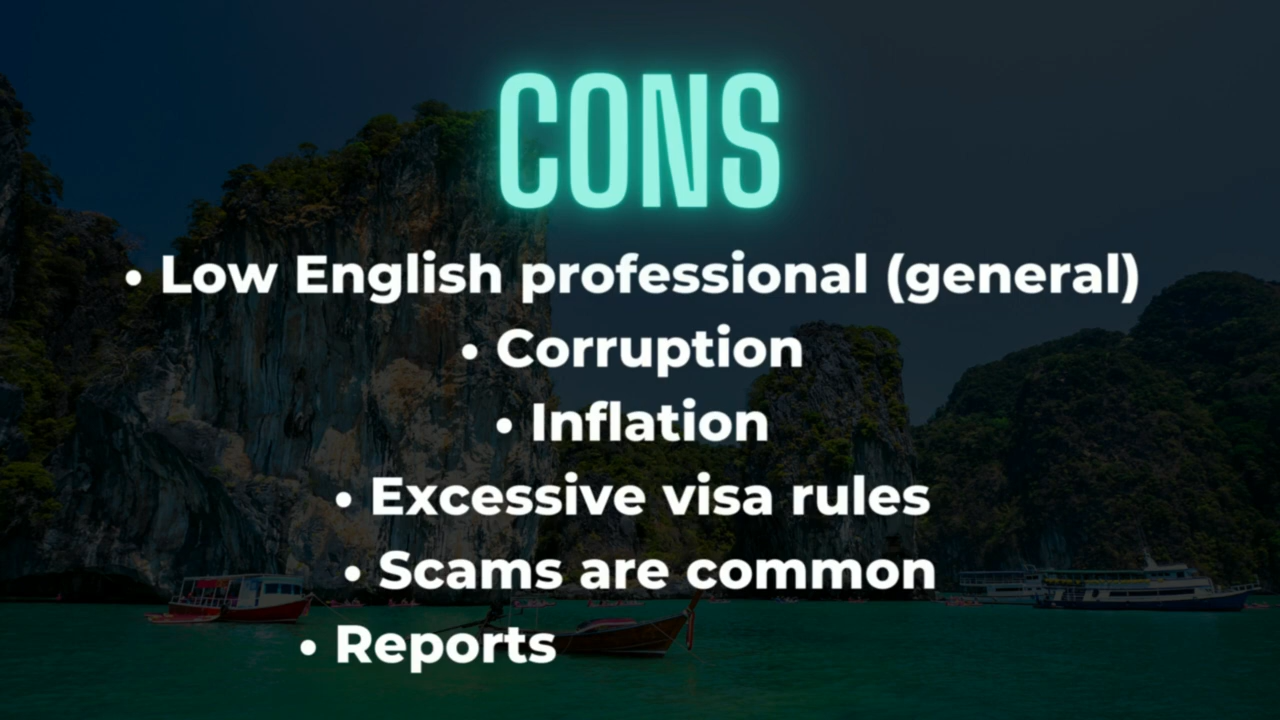 CONS
• Low English professional (general)
• Corruption
• Inflation
• Excessive visa rules
• Scams are common
• Reports